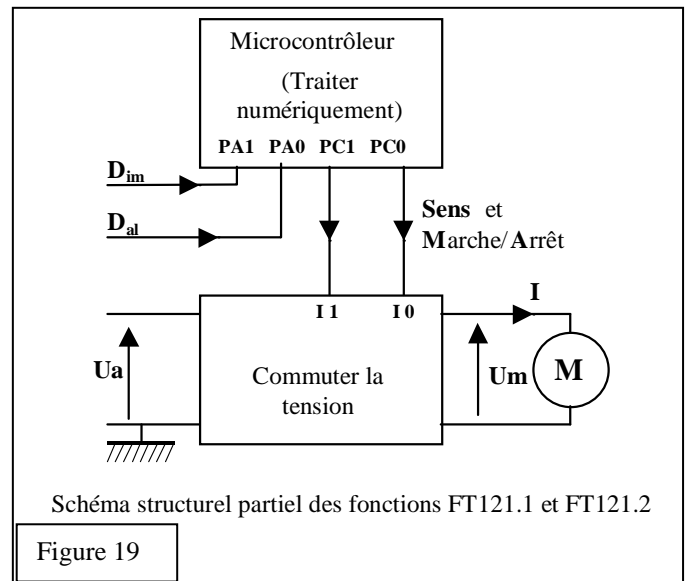 Microcontrôleur
(Traiter
numériquement)
PA1 PA0 PC1 PC0
Dim
Dal
Sens et
Marche/Arrêt
I 1 I 0
I
Ua
Commuter la
tension
Um
M
Schéma structurel partiel des fonctions FT121.1 et FT121.2
Figure 19